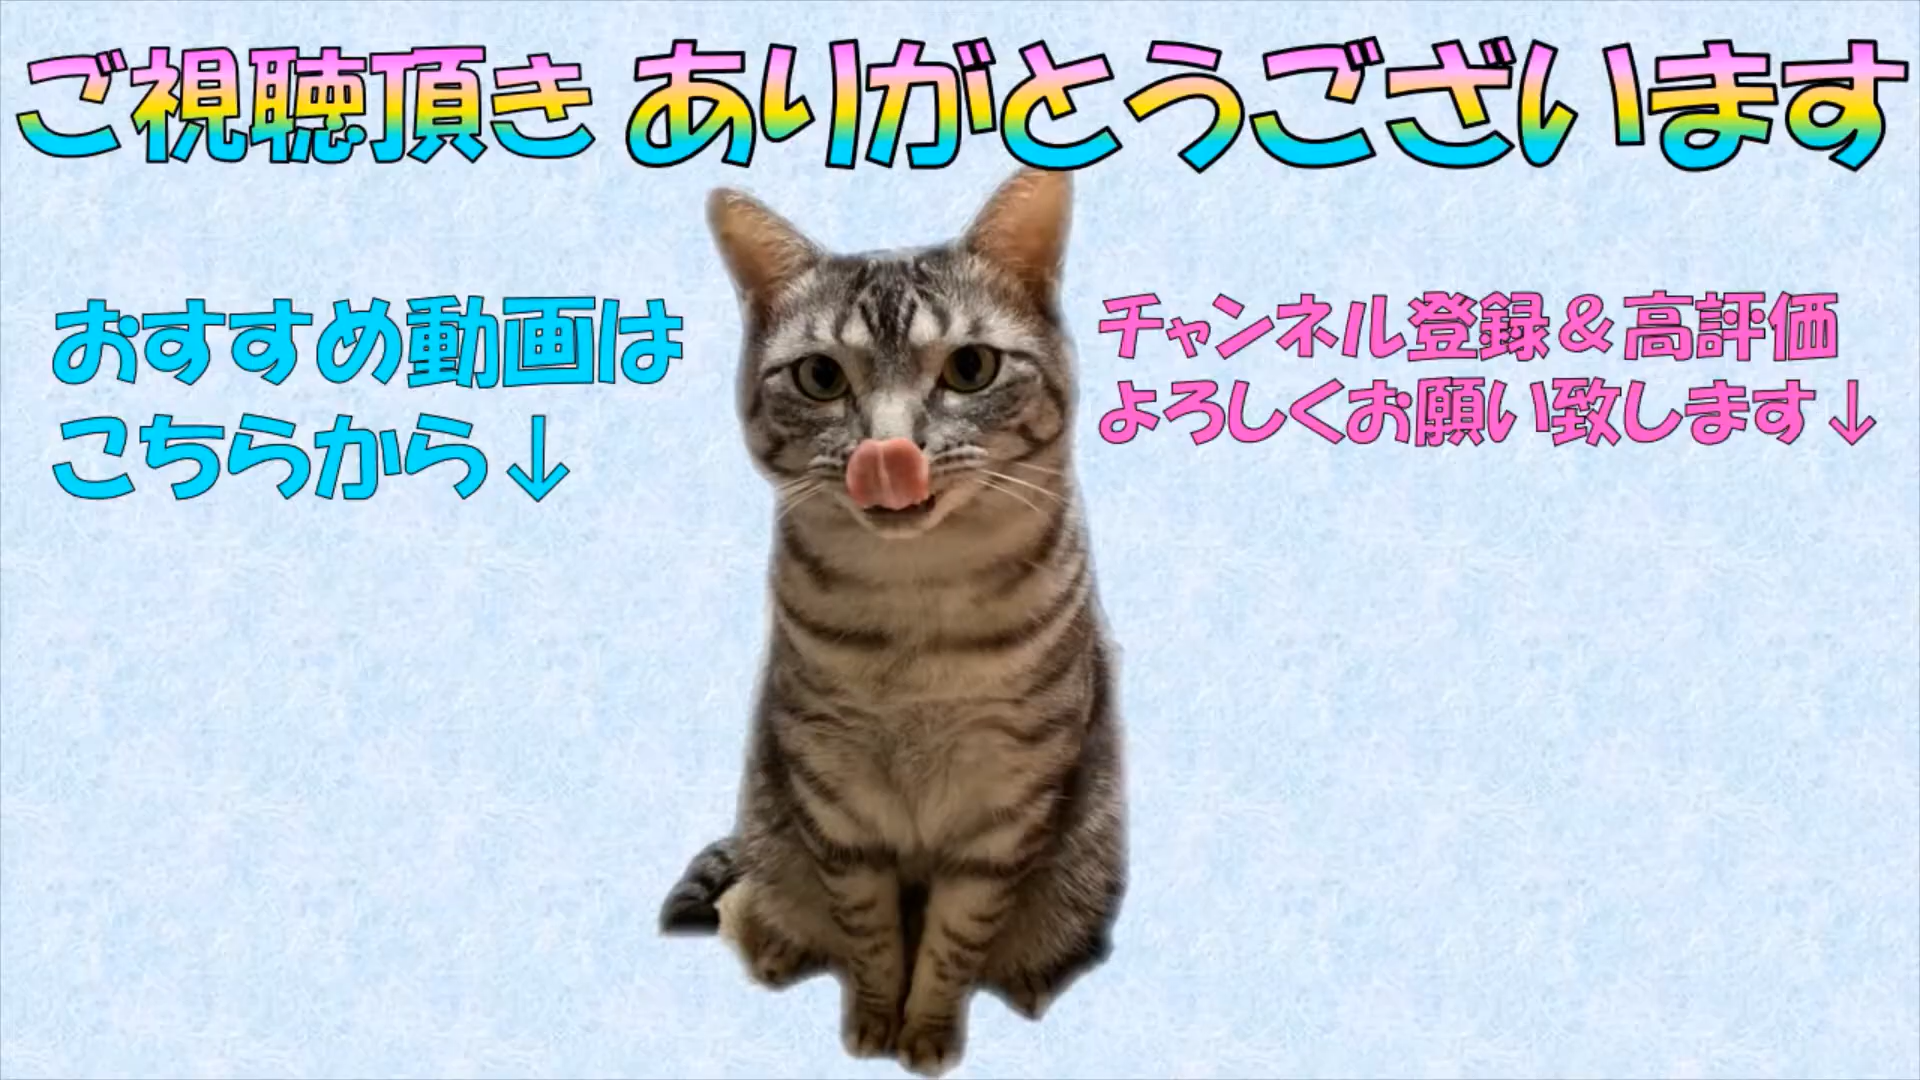 ご視聴頂きありがとうございます
おすすめ動画は
こちらから↓
チャンネル登録＆高評価
よろしくお願い致します↓